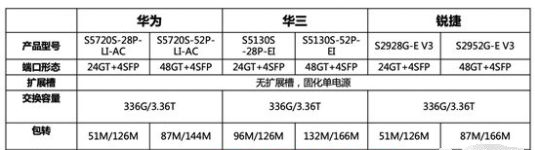 华为 华三 锐捷
产品型号 S5720S-28P-LI-AC S5720S-52P-LI-AC S5130S-28P-EI S5130S-52P-EI S2928G-E V3 S2952G-E V3
端口形态 24GT+4SFP 48GT+4SFP 24GT+4SFP 48GT+4SFP 24GT+4SFP 48GT+4SFP
扩展槽 无扩展槽，固化单电源
交换容量 336G/3.36T 336G/3.36T 336G/3.36T
包转 51M/126M 87M/144M 96M/126M 132M/166M 51M/126M 87M/166M